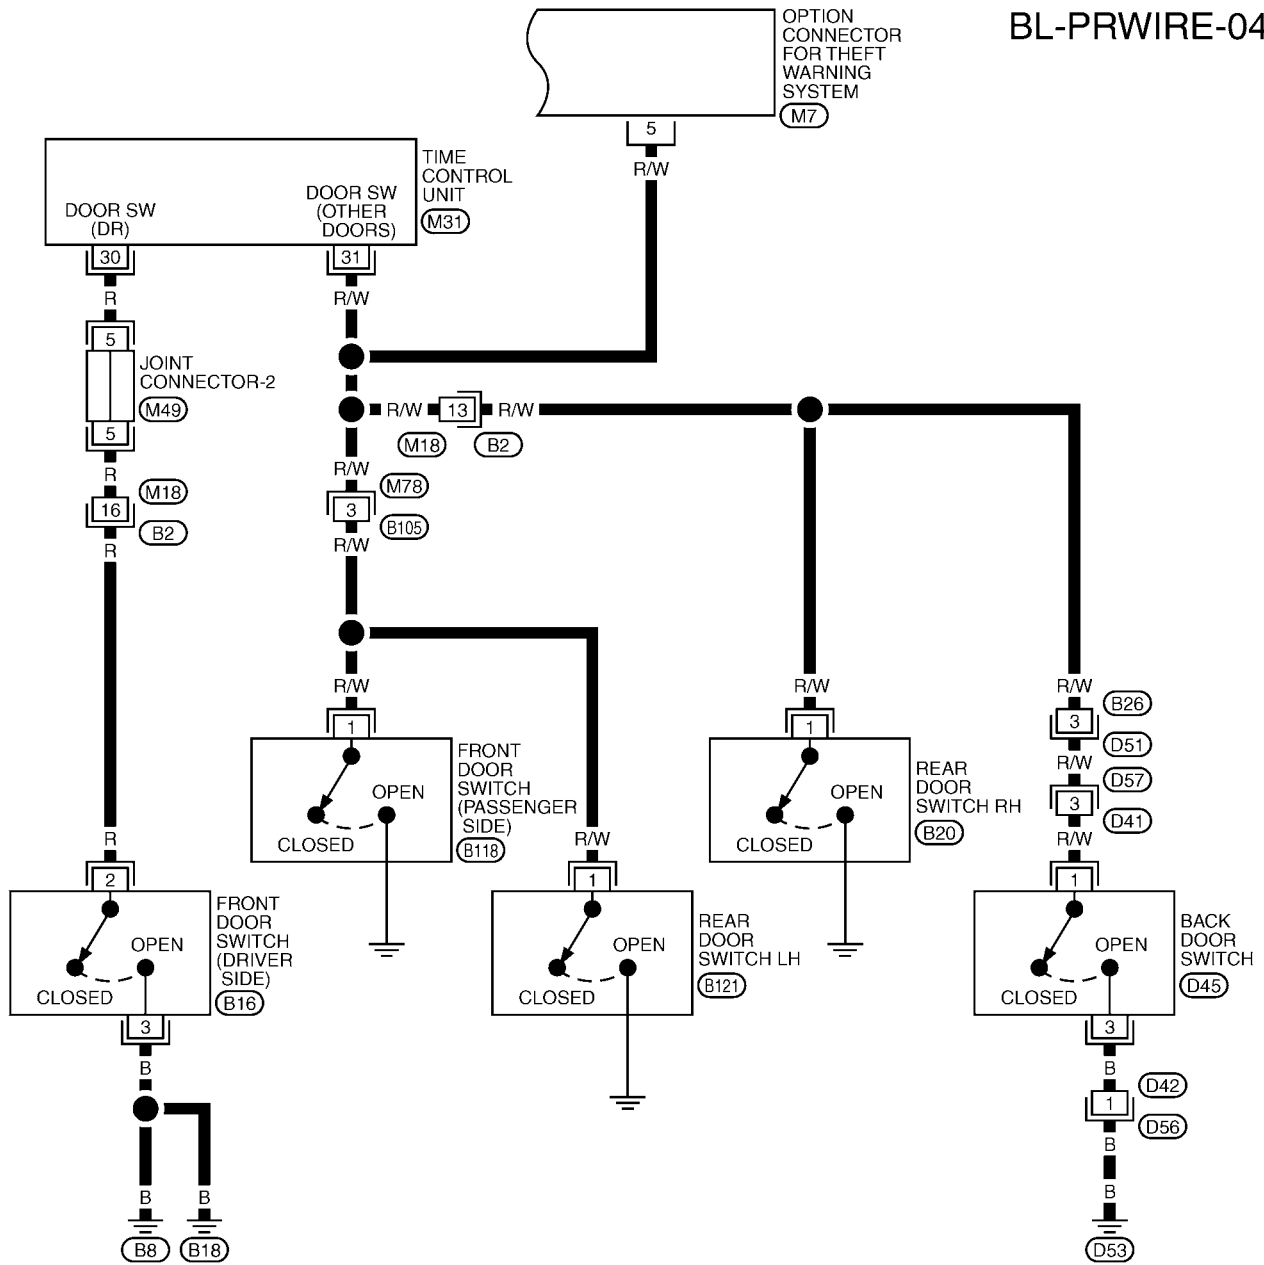 BL-PRWIRE-04
OPTION
CONNECTOR
FOR THEFT
WARNING
SYSTEM
M7
5
R/W
TIME
CONTROL
UNIT
M31
DOOR SW
(DR)
DOOR SW
(OTHER
DOORS)
30
31
R
R/W
5
JOINT
CONNECTOR-2
M49
5
R
M18
16
B2
R
R/W
13
R/W
M18
B2
R/W
M78
3
B105
R/W
R/W
R/W
R/W
B26
3
D51
R/W
D57
3
D41
R/W
1
FRONT
DOOR
SWITCH
(PASSENGER
SIDE)
B118
OPEN
CLOSED
1
REAR
DOOR
SWITCH RH
B20
OPEN
CLOSED
R
2
FRONT
DOOR
SWITCH
(DRIVER
SIDE)
B16
OPEN
CLOSED
3
R/W
1
REAR
DOOR
SWITCH LH
B121
OPEN
CLOSED
1
BACK
DOOR
SWITCH
D45
OPEN
CLOSED
3
B
B
B
B8
B18
B
D42
1
D56
B
B
D53